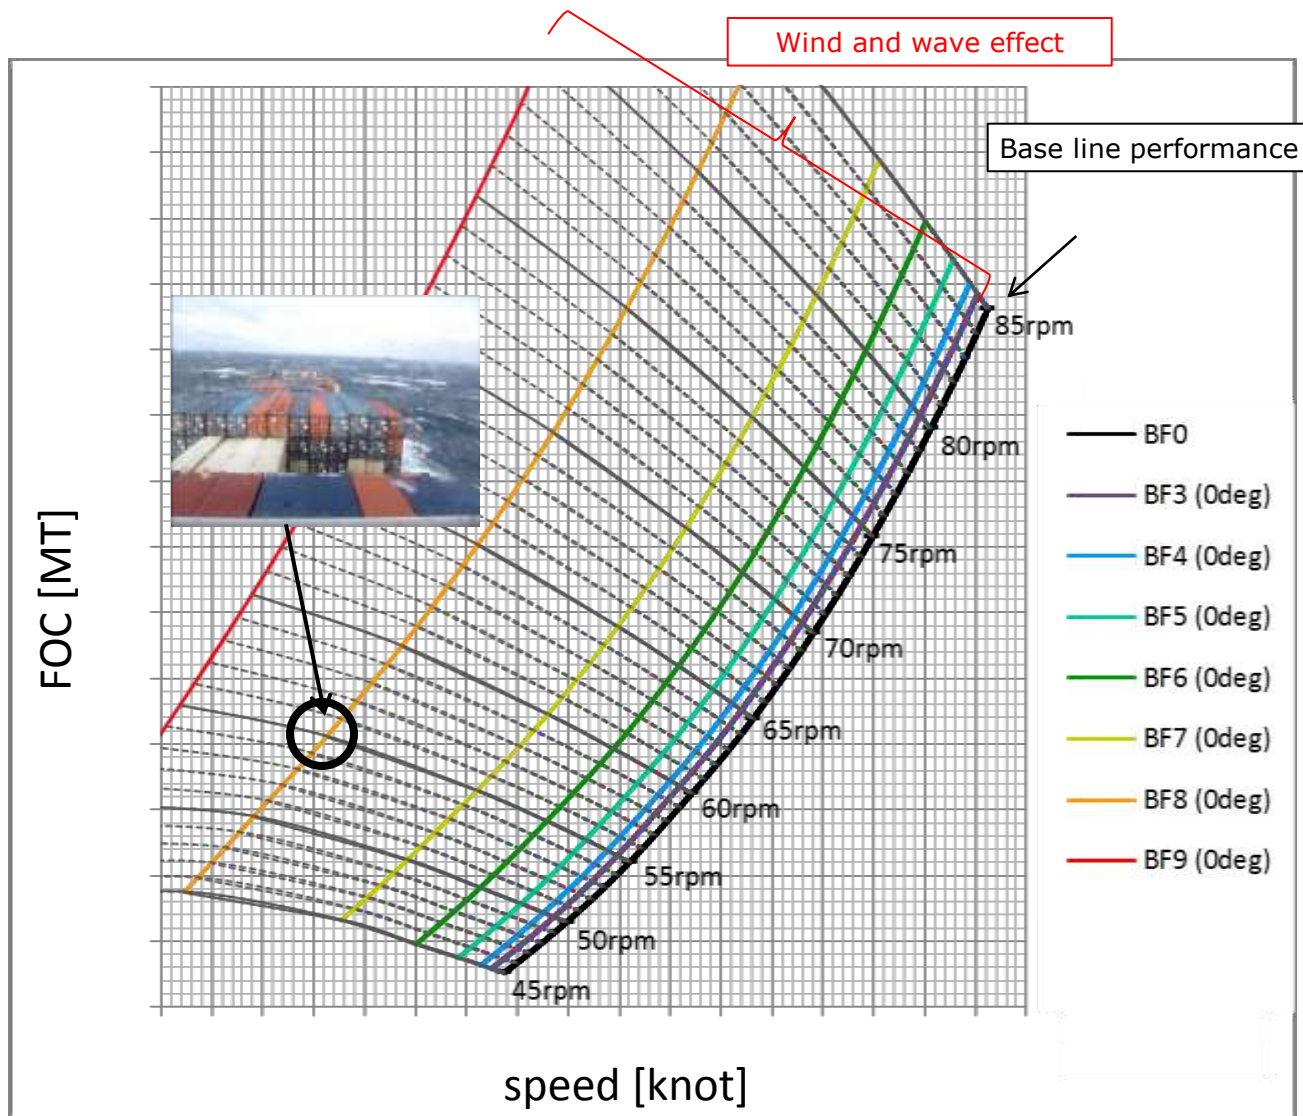 Wind and wave effect
Base line performance
85rpm
80rpm
75rpm
70rpm
65rpm
60rpm
55rpm
50rpm
45rpm
BF0
BF3 (0deg)
BF4 (0deg)
BF5 (0deg)
BF6 (0deg)
BF7 (0deg)
BF8 (0deg)
BF9 (0deg)
FOC [MT]
speed [knot]